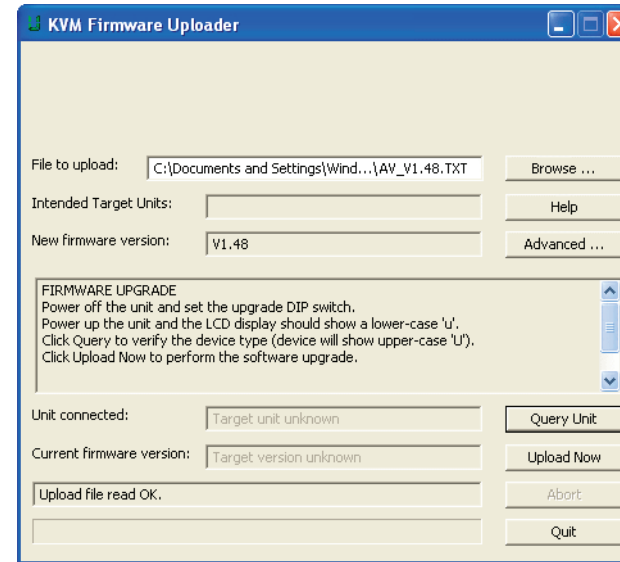 KVM Firmware Uploader
File to upload: C:\Documents and Settings\Wind...\AV_V1.48.TXT Browse ...
Intended Target Units: Help
New firmware version: V1.48 Advanced ...
FIRMWARE UPGRADE
Power off the unit and set the upgrade DIP switch.
Power up the unit and the LCD display should show a lower-case 'u'.
Click Query to verify the device type (device will show upper-case 'U').
Click Upload Now to perform the software upgrade.
Unit connected: Target unit unknown Query Unit
Current firmware version: Target version unknown Upload Now
Upload file read OK. Abort
Quit